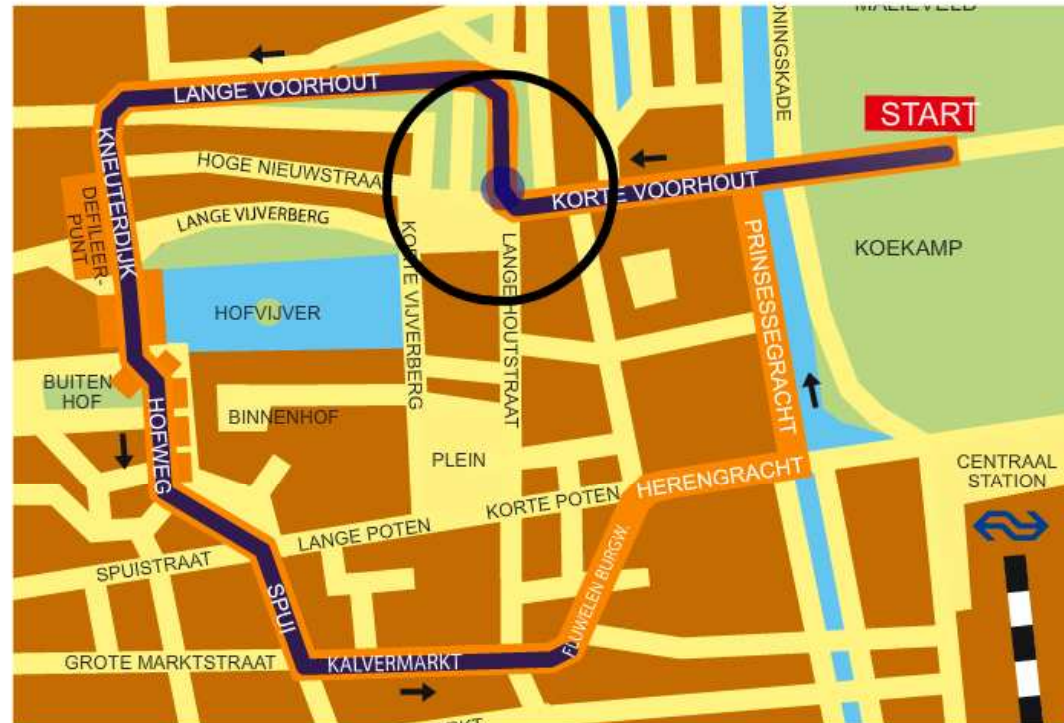 MALIEVELD
KONINGSKADE
START
LANGE VOORHOUT
KNEUTERDIJK
HOGE NIEUWSTRAAT
KORTE VOORHOUT
DEFILEER-
PUNT
LANGE VIJVERBERG
KORTE VIJVERBERG
LANGE HOUTSTRAAT
PRINSESSEGRACHT
KOEKAMP
HOFVIJVER
BUITEN
HOF
HOFWEG
BINNENHOF
PLEIN
HERENGRACHT
CENTRAAL
STATION
KORTE POTEN
LANGE POTEN
SPUISTRAAT
SPUI
FLUWELEN BURGW.
GROTE MARKTSTRAAT
KALVERMARKT